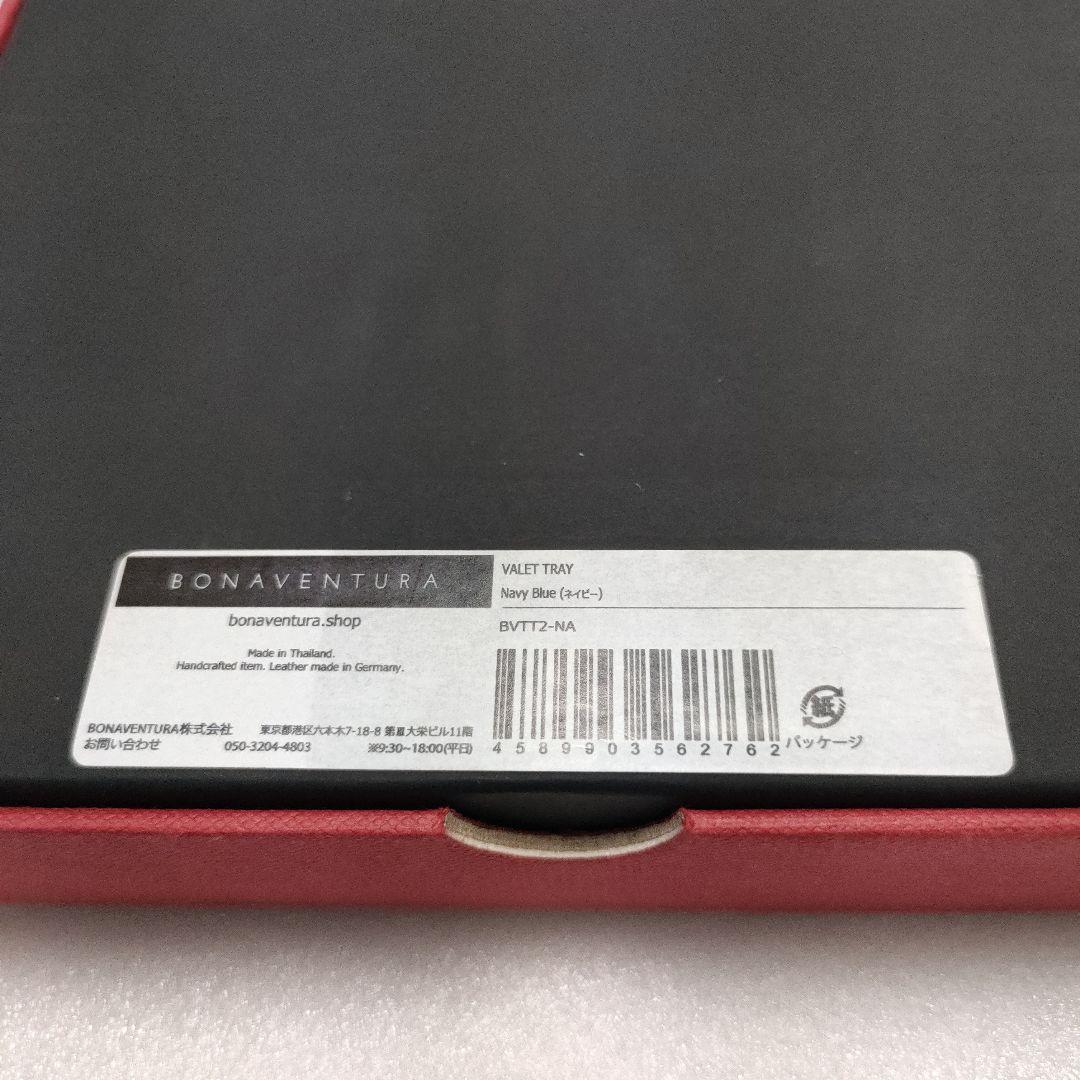 BONAVENTURA
bonaventura.shop
Made in Thailand.
Handcrafted item. Leather made in Germany.
BONAVENTURA株式会社 東京都港区六本木7-18-8 第Ⅲ大栄ビル11階
お問い合わせ 050-3204-4803 ※9:30~18:00(平日)
VALET TRAY
Navy Blue (ネイビー)
BVTT2-NA
4589903562762
紙
パッケージ